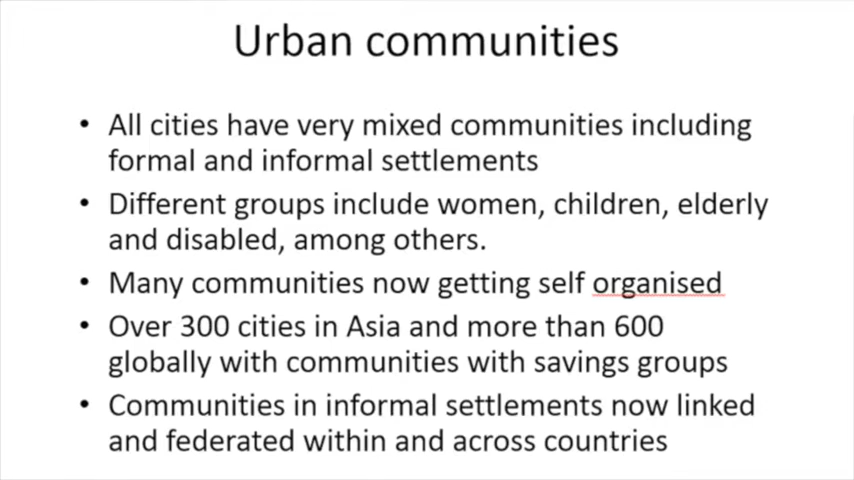 Urban communities
• All cities have very mixed communities including
formal and informal settlements
• Different groups include women, children, elderly
and disabled, among others.
• Many communities now getting self organised
• Over 300 cities in Asia and more than 600
globally with communities with savings groups
• Communities in informal settlements now linked
and federated within and across countries